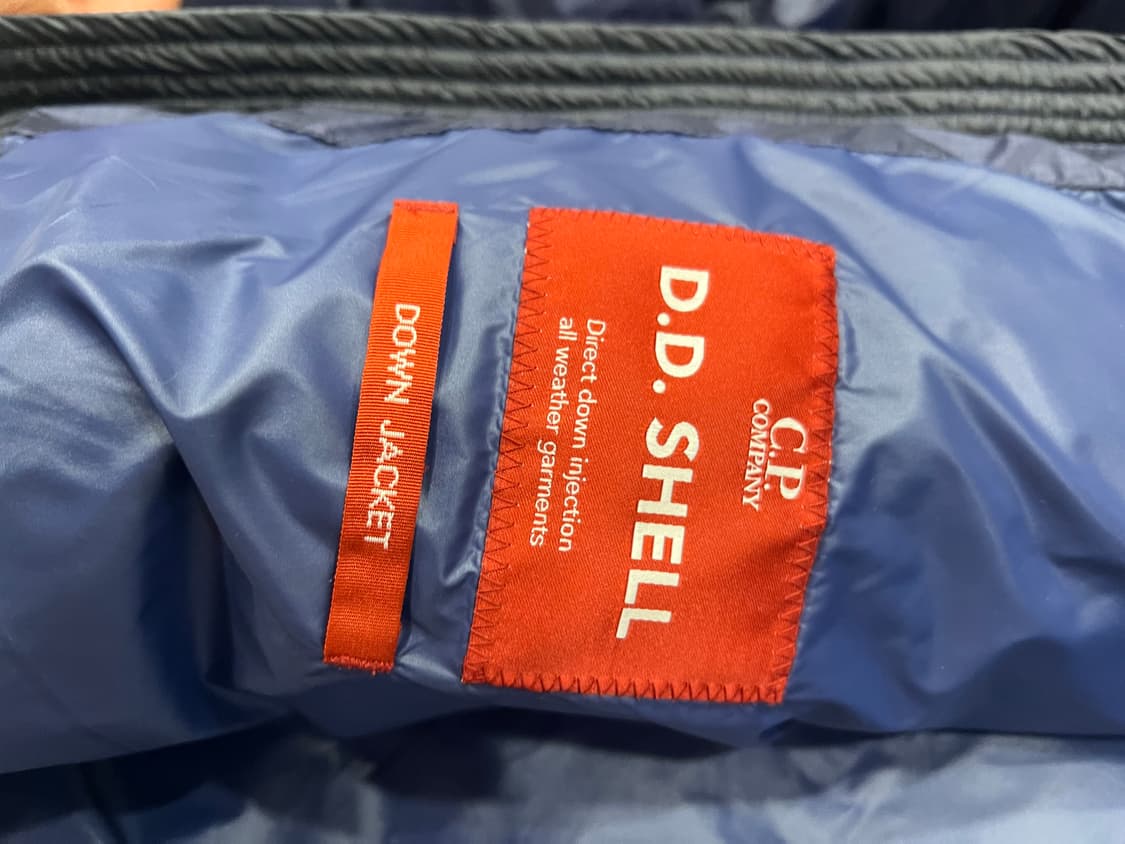 C.P.
COMPANY
D.D. SHELL
Direct down injection
all weather garments
DOWN JACKET